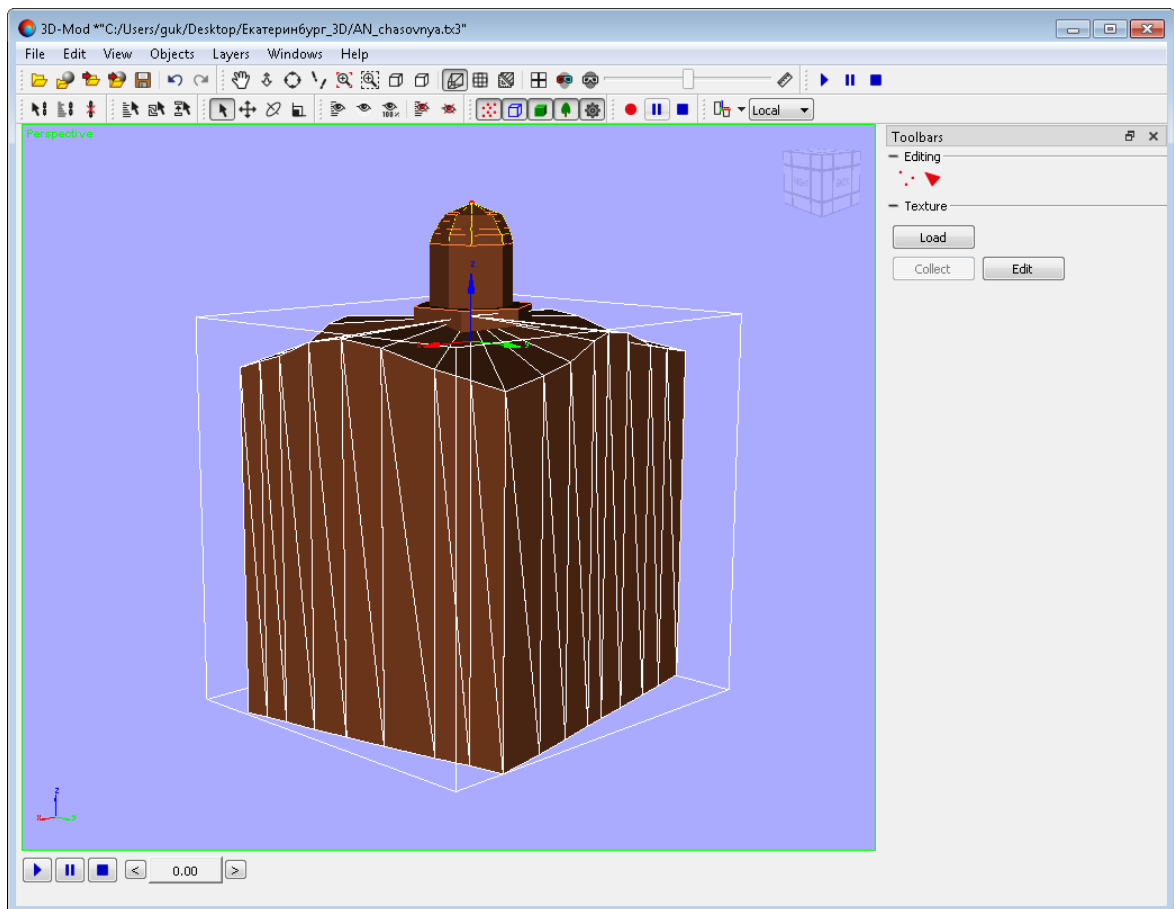 3D-Mod *"C:/Users/guk/Desktop/Екатеринбург_3D/AN_chasovnya.tx3"
File Edit View Objects Layers Windows Help
100% Local
Perspective
Toolbars
Editing
Texture
Load
Collect Edit
z
x y
z
x y
< 0.00 >